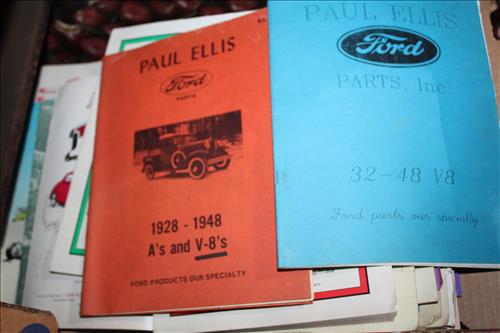 PAUL ELLIS
Ford
PARTS
1928 - 1948
A's and V-8's
FORD PRODUCTS OUR SPECIALTY
PAUL ELLIS
Ford
PARTS, Inc
32-48 V8
Ford parts our specialty